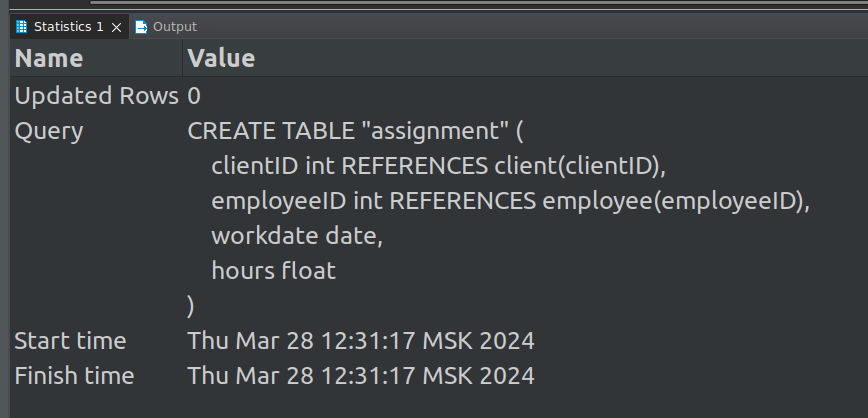 Statistics 1 Output
Name Value
Updated Rows 0
Query CREATE TABLE "assignment" (
clientID int REFERENCES client(clientID),
employeeID int REFERENCES employee(employeeID),
workdate date,
hours float
)
Start time Thu Mar 28 12:31:17 MSK 2024
Finish time Thu Mar 28 12:31:17 MSK 2024